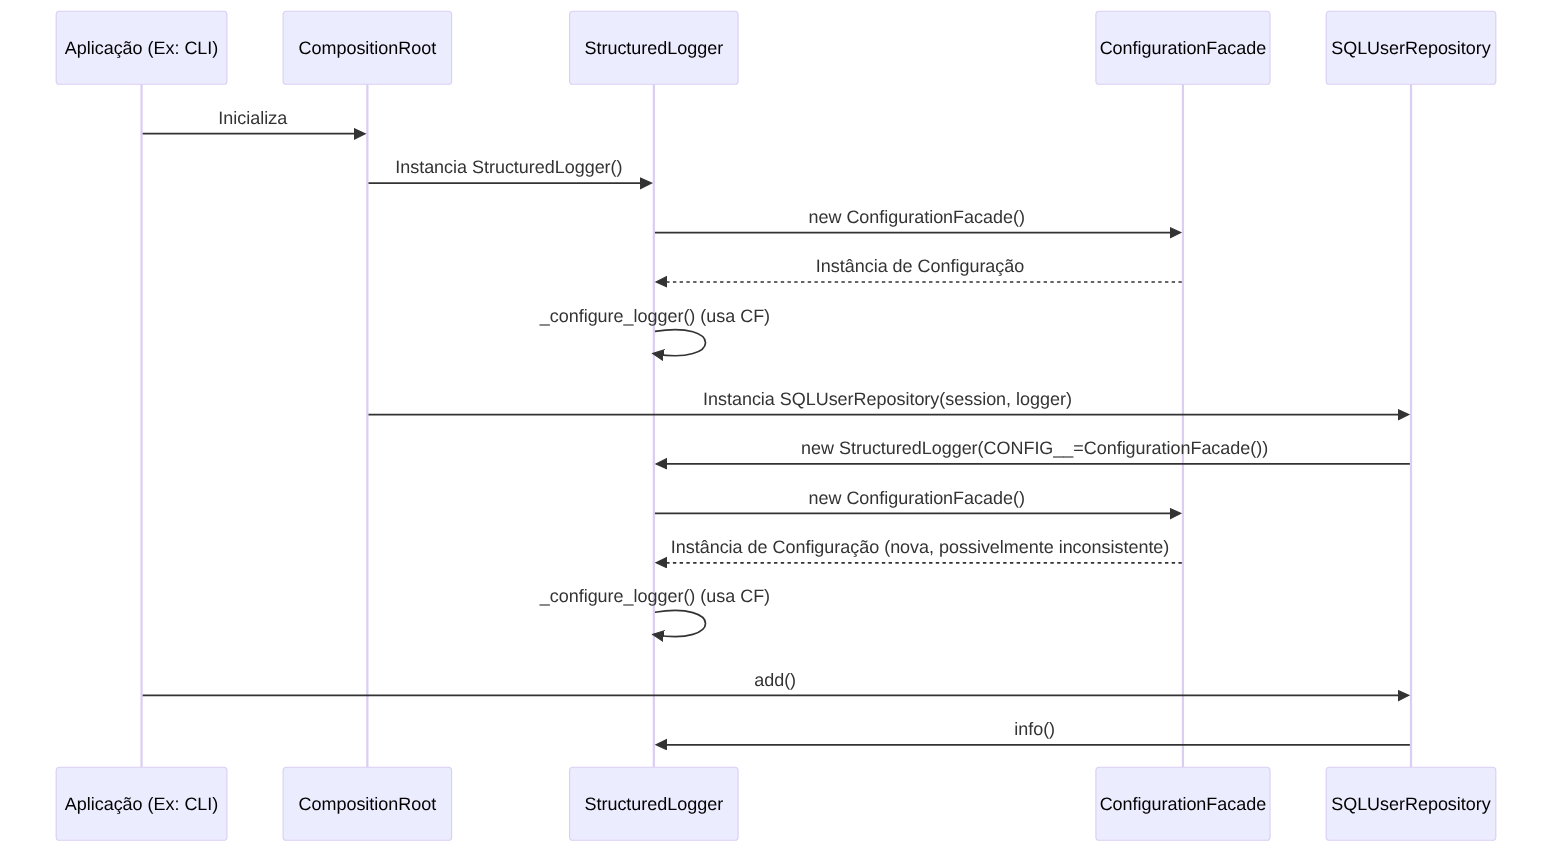 Aplicação (Ex: CLI)
CompositionRoot
StructuredLogger
ConfigurationFacade
SQLUserRepository
Inicializa
Instancia StructuredLogger()
new ConfigurationFacade()
Instância de Configuração
_configure_logger() (usa CF)
Instancia SQLUserRepository(session, logger)
new StructuredLogger(CONFIG__=ConfigurationFacade())
new ConfigurationFacade()
Instância de Configuração (nova, possivelmente inconsistente)
_configure_logger() (usa CF)
add()
info()
Aplicação (Ex: CLI)
CompositionRoot
StructuredLogger
ConfigurationFacade
SQLUserRepository